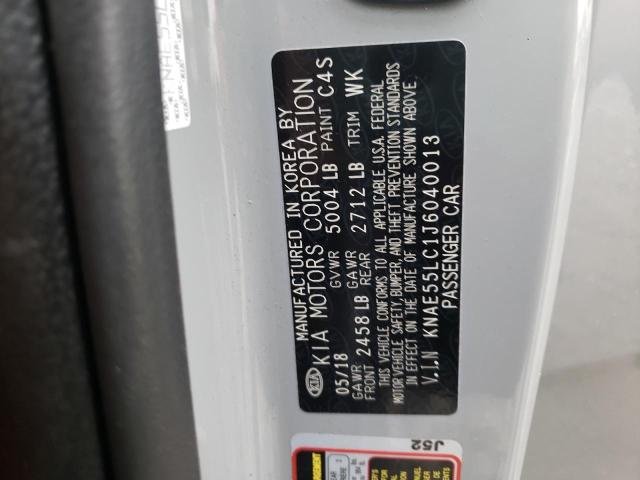 MANUFACTURED IN KOREA BY
KIA KIA MOTORS CORPORATION
05/18 GVWR 5004 LB PAINT C4S
GAWR FRONT 2458 LB GAWR REAR 2712 LB TRIM WK
THIS VEHICLE CONFORMS TO ALL APPLICABLE U.S.A. FEDERAL
MOTOR VEHICLE SAFETY, BUMPER, AND THEFT PREVENTION STANDARDS
IN EFFECT ON THE DATE OF MANUFACTURE SHOWN ABOVE.
V.I.N KNAE55LC1J6040013
PASSENGER CAR
J52